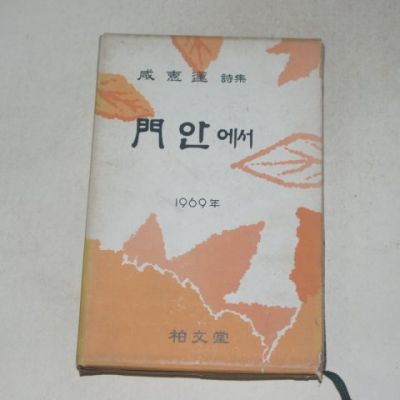 咸惠蓮 詩集
門안에서
1969年
柏文堂